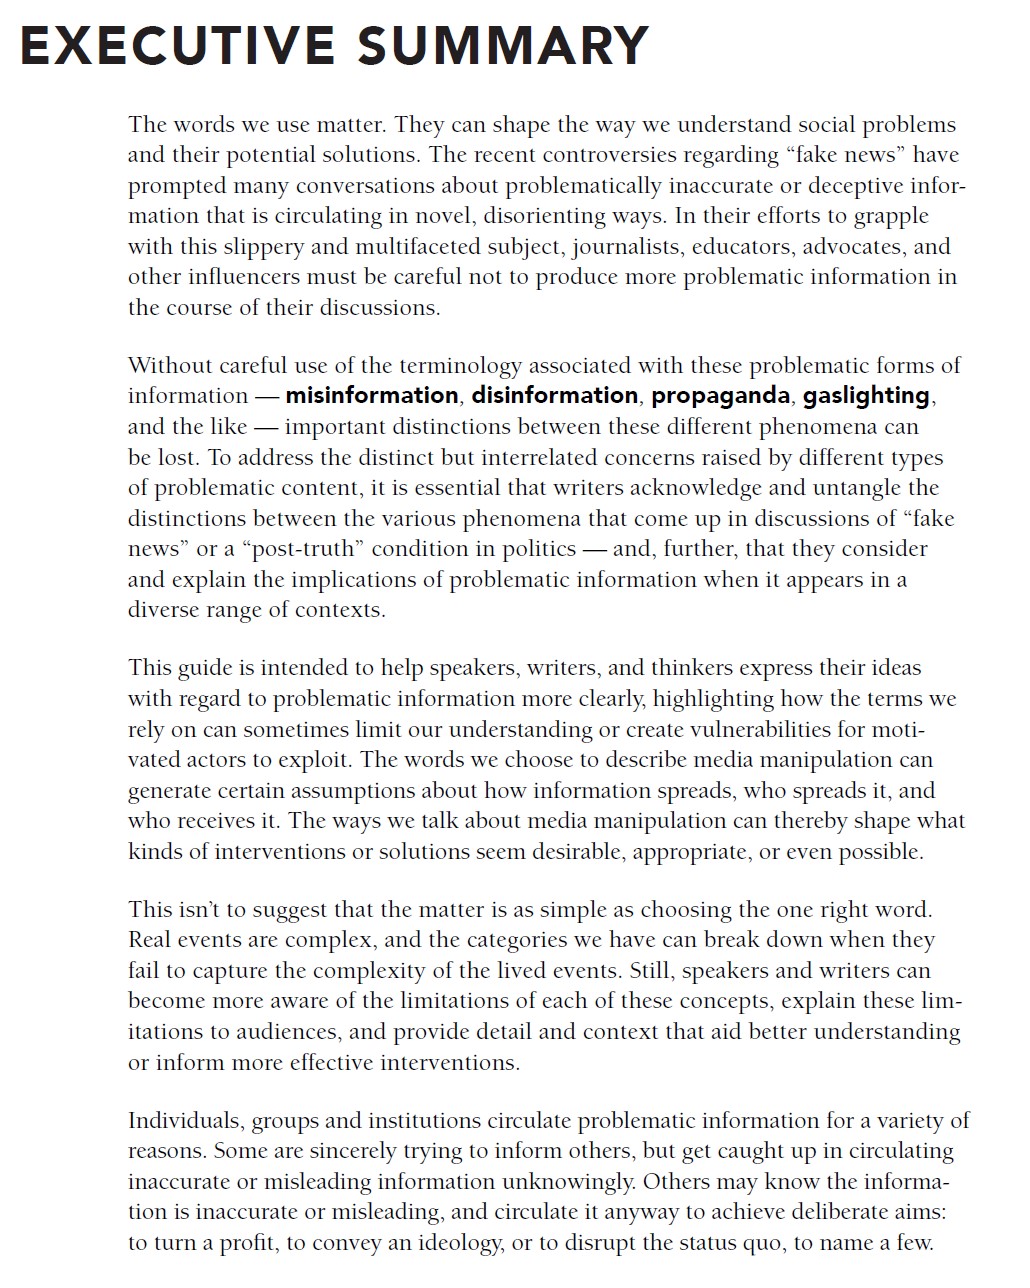 EXECUTIVE SUMMARY
The words we use matter. They can shape the way we understand social problems
and their potential solutions. The recent controversies regarding “fake news” have
prompted many conversations about problematically inaccurate or deceptive infor-
mation that is circulating in novel, disorienting ways. In their efforts to grapple
with this slippery and multifaceted subject, journalists, educators, advocates, and
other influencers must be careful not to produce more problematic information in
the course of their discussions.
Without careful use of the terminology associated with these problematic forms of
information — misinformation, disinformation, propaganda, gaslighting,
and the like — important distinctions between these different phenomena can
be lost. To address the distinct but interrelated concerns raised by different types
of problematic content, it is essential that writers acknowledge and untangle the
distinctions between the various phenomena that come up in discussions of “fake
news” or a “post-truth” condition in politics — and, further, that they consider
and explain the implications of problematic information when it appears in a
diverse range of contexts.
This guide is intended to help speakers, writers, and thinkers express their ideas
with regard to problematic information more clearly, highlighting how the terms we
rely on can sometimes limit our understanding or create vulnerabilities for moti-
vated actors to exploit. The words we choose to describe media manipulation can
generate certain assumptions about how information spreads, who spreads it, and
who receives it. The ways we talk about media manipulation can thereby shape what
kinds of interventions or solutions seem desirable, appropriate, or even possible.
This isn’t to suggest that the matter is as simple as choosing the one right word.
Real events are complex, and the categories we have can break down when they
fail to capture the complexity of the lived events. Still, speakers and writers can
become more aware of the limitations of each of these concepts, explain these lim-
itations to audiences, and provide detail and context that aid better understanding
or inform more effective interventions.
Individuals, groups and institutions circulate problematic information for a variety of
reasons. Some are sincerely trying to inform others, but get caught up in circulating
inaccurate or misleading information unknowingly. Others may know the informa-
tion is inaccurate or misleading, and circulate it anyway to achieve deliberate aims:
to turn a profit, to convey an ideology, or to disrupt the status quo, to name a few.